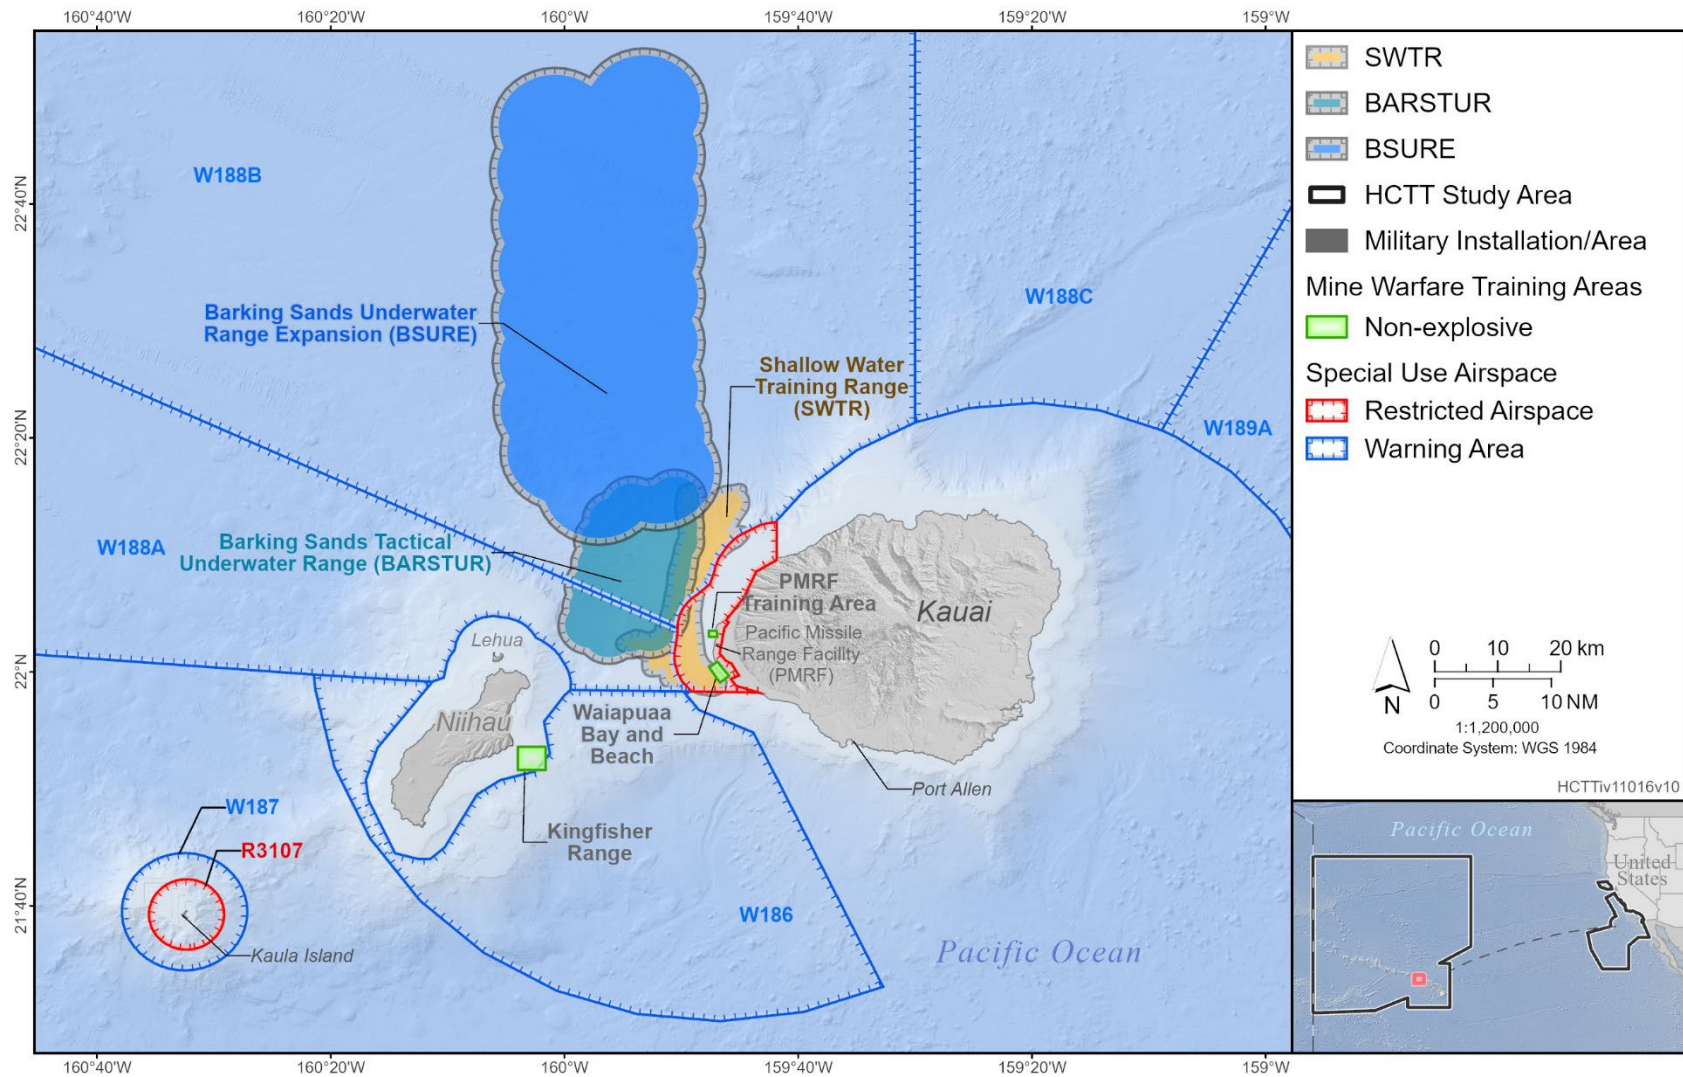 160°40'W
160°20'W
160°W
159°40'W
159°20'W
159°W
22°40'N
22°20'N
22°N
21°40'N
W188B
W188C
W189A
W188A
Barking Sands Underwater
Range Expansion (BSURE)
Shallow Water
Training Range
(SWTR)
Barking Sands Tactical
Underwater Range (BARSTUR)
PMRF
Training Area
Pacific Missile
Range Facility
(PMRF)
Kauai
Lehua
Niihau
Waiapuaa
Bay and
Beach
Port Allen
Kingfisher
Range
W187
R3107
Kaula Island
W186
Pacific Ocean
160°40'W
160°20'W
160°W
159°40'W
159°20'W
159°W
SWTR
BARSTUR
BSURE
HCTT Study Area
Military Installation/Area
Mine Warfare Training Areas
Non-explosive
Special Use Airspace
Restricted Airspace
Warning Area
N
0 10 20 km
0 5 10 NM
1:1,200,000
Coordinate System: WGS 1984
HCTTiv11016v10
Pacific Ocean
United
States